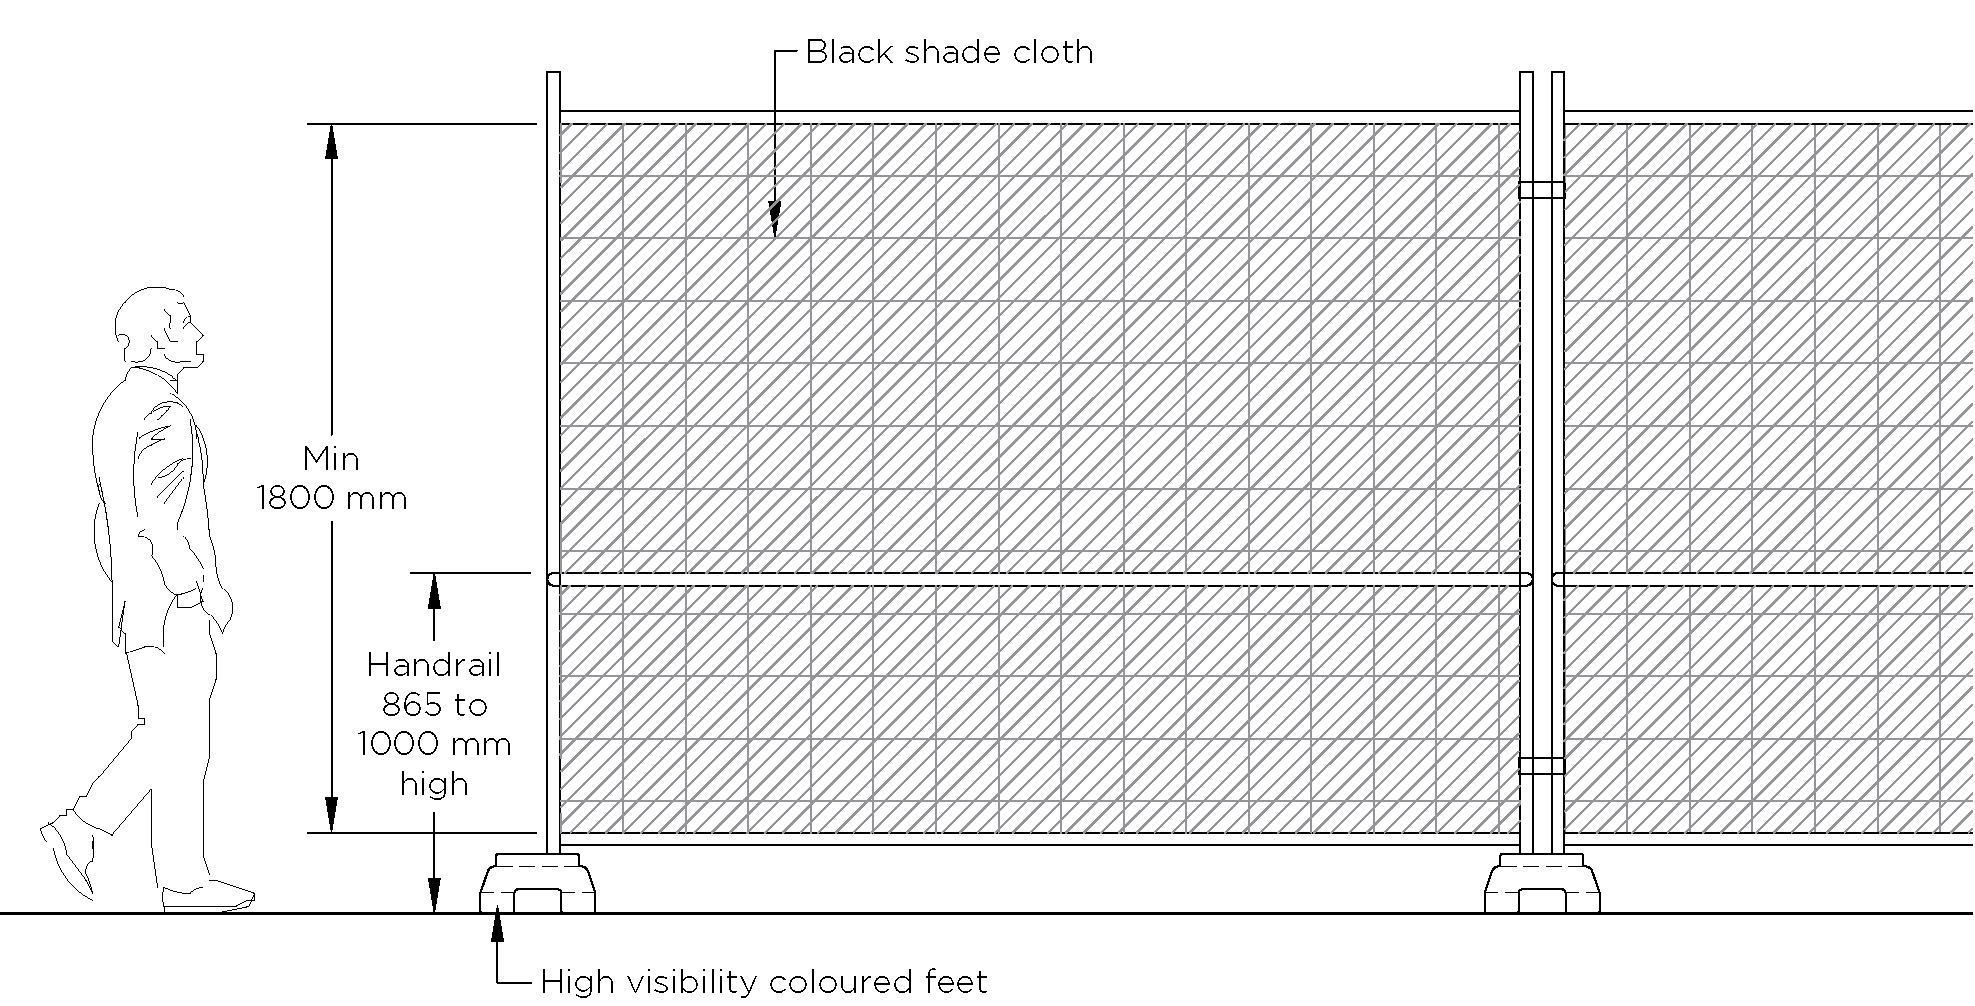 Black shade cloth
Min
1800 mm
Handrail
865 to
1000 mm
high
High visibility coloured feet